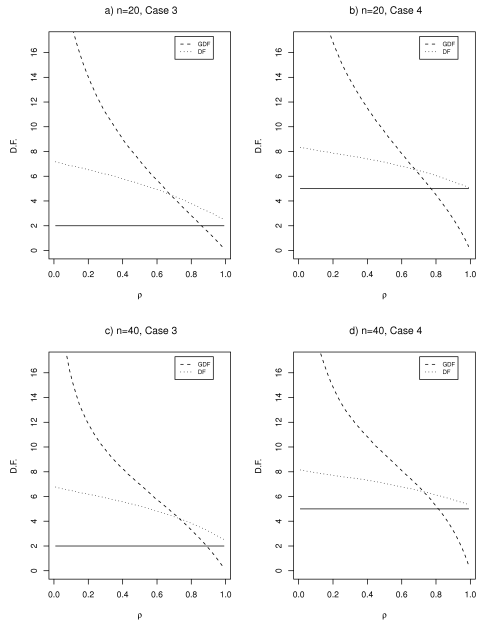 a) n=20, Case 3
GDF
DF
D.F.
0 2 4 6 8 10 12 14 16
0.0 0.2 0.4 0.6 0.8 1.0
ρ
b) n=20, Case 4
GDF
DF
D.F.
0 2 4 6 8 10 12 14 16
0.0 0.2 0.4 0.6 0.8 1.0
ρ
c) n=40, Case 3
GDF
DF
D.F.
0 2 4 6 8 10 12 14 16
0.0 0.2 0.4 0.6 0.8 1.0
ρ
d) n=40, Case 4
GDF
DF
D.F.
0 2 4 6 8 10 12 14 16
0.0 0.2 0.4 0.6 0.8 1.0
ρ